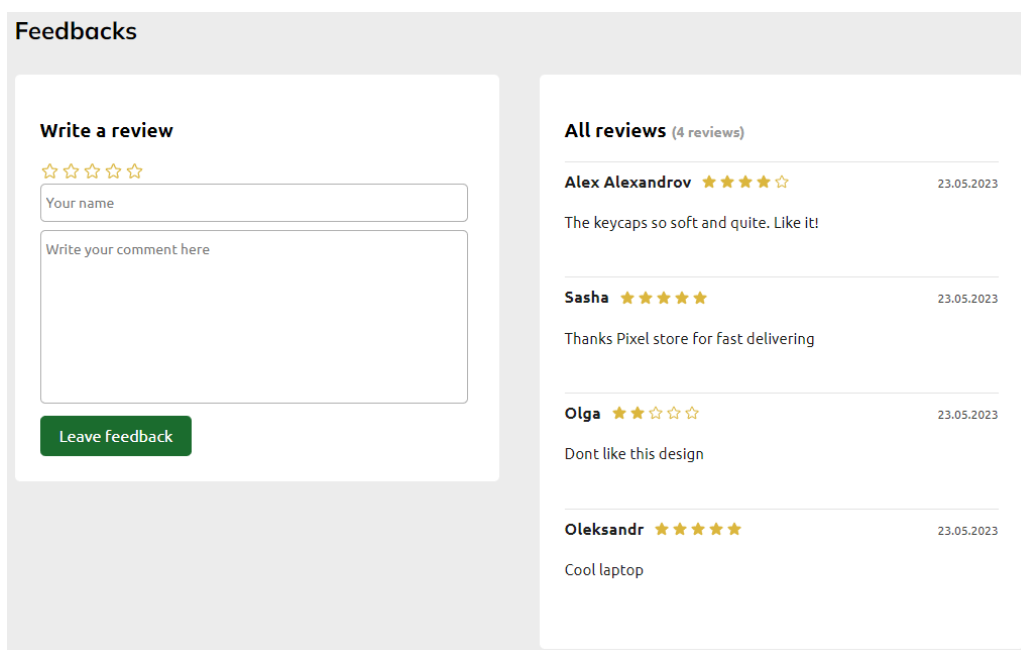 Feedbacks
Write a review
Your name
Write your comment here
Leave feedback
All reviews (4 reviews)
Alex Alexandrov 23.05.2023
The keycaps so soft and quite. Like it!
Sasha 23.05.2023
Thanks Pixel store for fast delivering
Olga 23.05.2023
Dont like this design
Oleksandr 23.05.2023
Cool laptop